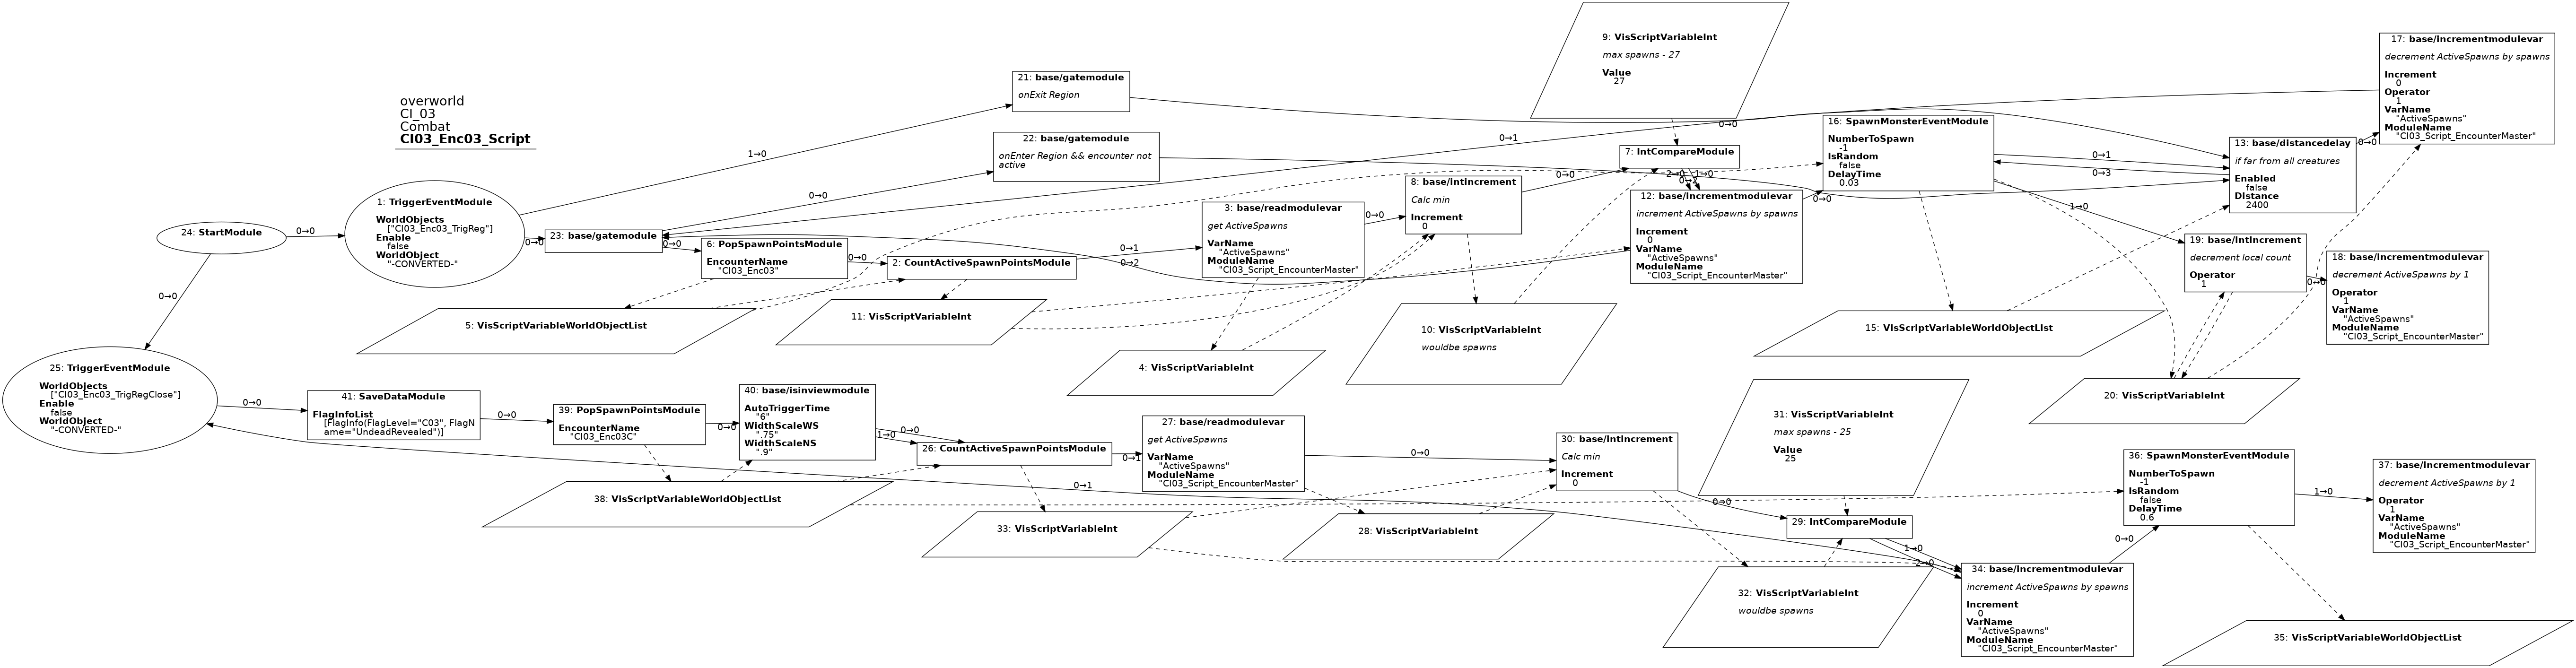 overworld
CI_03
Combat
CI03_Enc03_Script
24: StartModule
0→0
0→0
1: TriggerEventModule
WorldObjects
["CI03_Enc03_TrigReg"]
Enable
false
WorldObject
"-CONVERTED-"
1→0
0→0
25: TriggerEventModule
WorldObjects
["CI03_Enc03_TrigRegClose"]
Enable
false
WorldObject
"-CONVERTED-"
0→0
21: base/gatemodule
onExit Region
0→0
22: base/gatemodule
onEnter Region && encounter not
active
0→0
23: base/gatemodule
0→0
6: PopSpawnPointsModule
EncounterName
"CI03_Enc03"
0→0
2: CountActiveSpawnPointsModule
0→1
0→2
5: VisScriptVariableWorldObjectList
11: VisScriptVariableInt
3: base/readmodulevar
get ActiveSpawns
VarName
"ActiveSpawns"
ModuleName
"CI03_Script_EncounterMaster"
0→0
4: VisScriptVariableInt
8: base/intincrement
Calc min
Increment
0
0→0
10: VisScriptVariableInt
wouldbe spawns
9: VisScriptVariableInt
max spawns - 27
Value
27
0→1
7: IntCompareModule
2→0
1→0
12: base/incrementmodulevar
increment ActiveSpawns by spawns
Increment
0
VarName
"ActiveSpawns"
ModuleName
"CI03_Script_EncounterMaster"
0→0
16: SpawnMonsterEventModule
NumberToSpawn
-1
IsRandom
false
DelayTime
0.03
0→1
0→3
1→0
13: base/distancedelay
if far from all creatures
Enabled
false
Distance
2400
0→0
17: base/incrementmodulevar
decrement ActiveSpawns by spawns
Increment
0
Operator
1
VarName
"ActiveSpawns"
ModuleName
"CI03_Script_EncounterMaster"
15: VisScriptVariableWorldObjectList
19: base/intincrement
decrement local count
Operator
1
0→0
18: base/incrementmodulevar
decrement ActiveSpawns by 1
Operator
1
VarName
"ActiveSpawns"
ModuleName
"CI03_Script_EncounterMaster"
20: VisScriptVariableInt
41: SaveDataModule
FlagInfoList
[FlagInfo(FlagLevel="C03", FlagN
ame="UndeadRevealed")]
0→0
39: PopSpawnPointsModule
EncounterName
"CI03_Enc03C"
0→0
40: base/isinviewmodule
AutoTriggerTime
"6"
WidthScaleWS
".75"
WidthScaleNS
".9"
0→0
1→0
38: VisScriptVariableWorldObjectList
26: CountActiveSpawnPointsModule
0→1
0→1
33: VisScriptVariableInt
27: base/readmodulevar
get ActiveSpawns
VarName
"ActiveSpawns"
ModuleName
"CI03_Script_EncounterMaster"
0→0
28: VisScriptVariableInt
30: base/intincrement
Calc min
Increment
0
0→0
31: VisScriptVariableInt
max spawns - 25
Value
25
29: IntCompareModule
1→0
2→0
32: VisScriptVariableInt
wouldbe spawns
34: base/incrementmodulevar
increment ActiveSpawns by spawns
Increment
0
VarName
"ActiveSpawns"
ModuleName
"CI03_Script_EncounterMaster"
0→0
36: SpawnMonsterEventModule
NumberToSpawn
-1
IsRandom
false
DelayTime
0.6
1→0
37: base/incrementmodulevar
decrement ActiveSpawns by 1
Operator
1
VarName
"ActiveSpawns"
ModuleName
"CI03_Script_EncounterMaster"
35: VisScriptVariableWorldObjectList